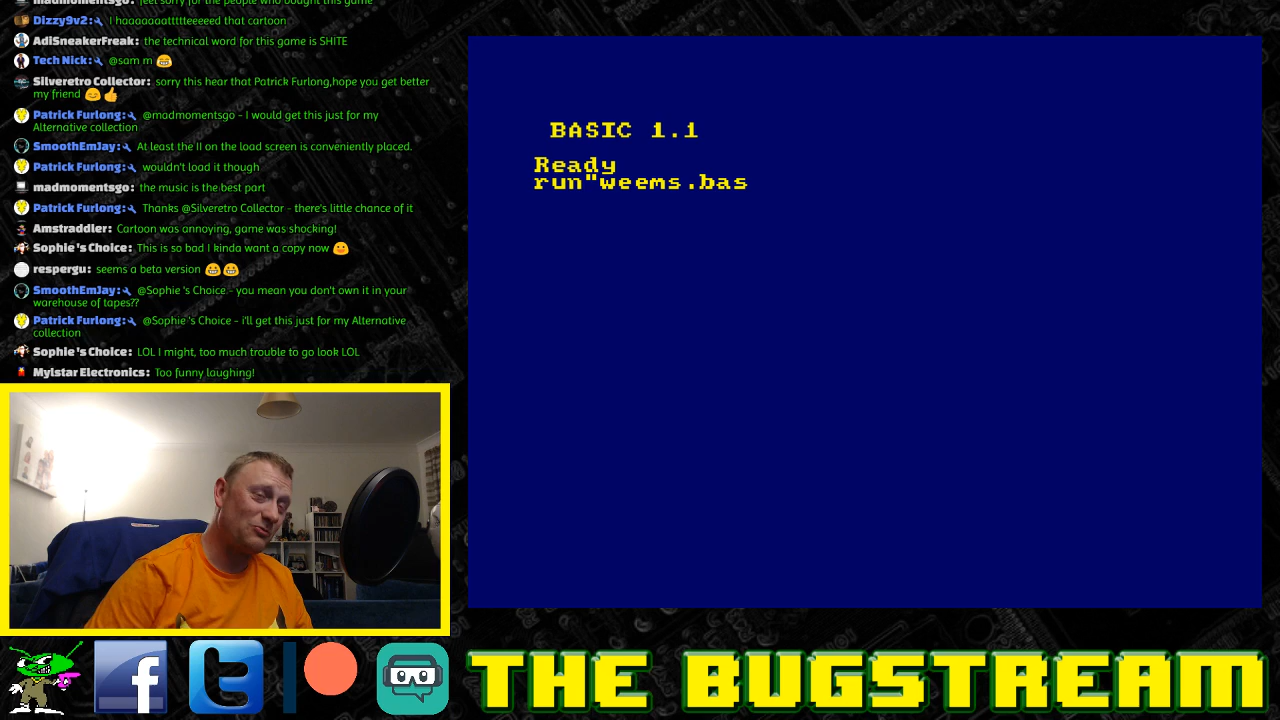 madmomentsgo: feel sorry for the people who bought this game
Dizzy9v2: I haaaaaaattttteeeeed that cartoon
AdiSneakerFreak: the technical word for this game is SHITE
Tech Nick: @sam m
Silveretro Collector: sorry this hear that Patrick Furlong,hope you get better
my friend
Patrick Furlong: @madmomentsgo - I would get this just for my
Alternative collection
SmoothEmJay: At least the II on the load screen is conveniently placed.
Patrick Furlong: wouldn't load it though
madmomentsgo: the music is the best part
Patrick Furlong: Thanks @Silveretro Collector - there's little chance of it
Amstraddler: Cartoon was annoying, game was shocking!
Sophie 's Choice: This is so bad I kinda want a copy now
respergu: seems a beta version
SmoothEmJay: @Sophie 's Choice - you mean you don't own it in your
warehouse of tapes??
Patrick Furlong: @Sophie 's Choice - i'll get this just for my Alternative
collection
Sophie 's Choice: LOL I might, too much trouble to go look LOL
Mylstar Electronics: Too funny laughing!
BASIC 1.1
Ready
run"weems.bas
THE BUGSTREAM